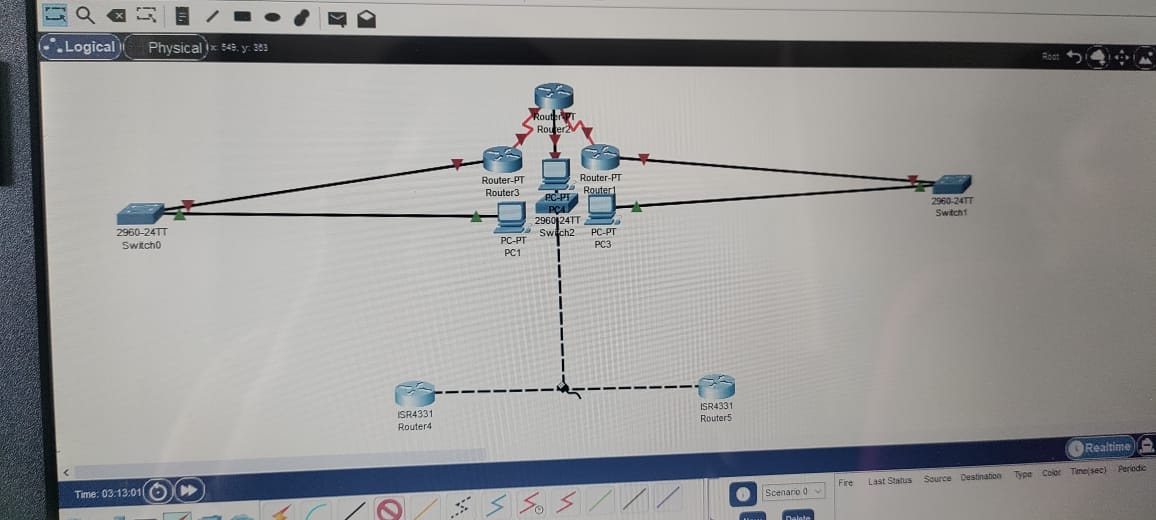 Logical
Physical
x: 549, y: 363
Root
Router-PT
Router2
Router-PT
Router3
Router-PT
Router1
PC-PT
PC4
2960-24TT
Switch2
PC-PT
PC1
PC-PT
PC3
2960-24TT
Switch0
2960-24TT
Switch1
ISR4331
Router4
ISR4331
Router5
Realtime
Time: 03:13:01
Scenario 0
Fire Last Status Source Destination Type Color Time(sec) Periodic
New
Delete